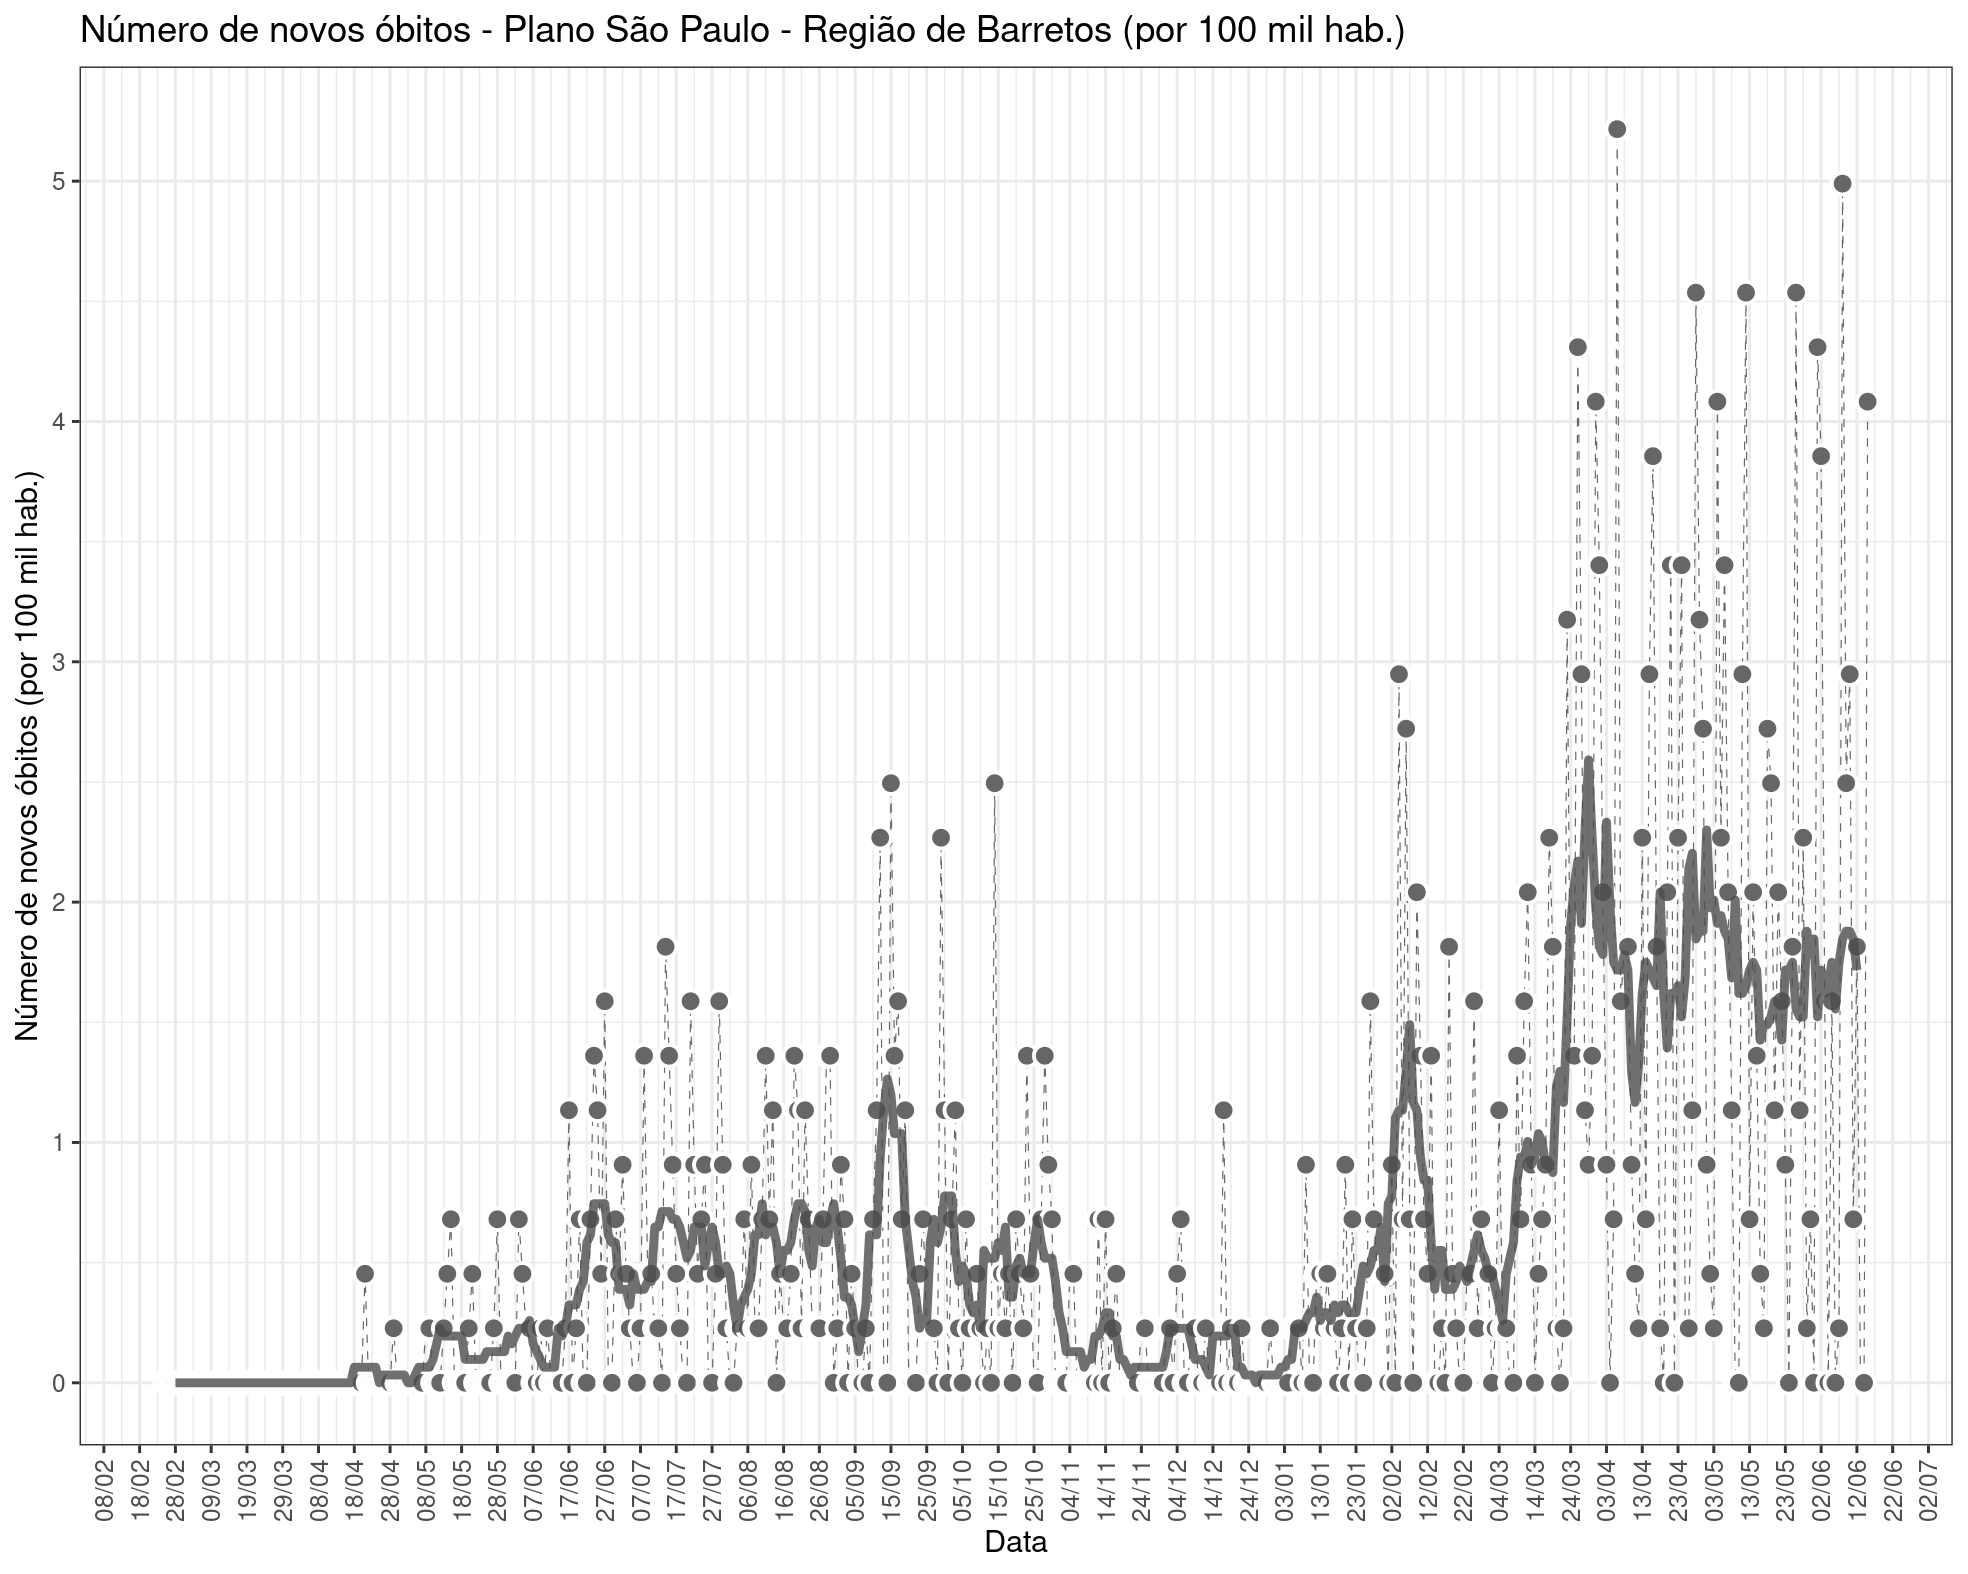 Número de novos óbitos - Plano São Paulo - Região de Barretos (por 100 mil hab.)
Número de novos óbitos (por 100 mil hab.)
5
4
3
2
1
0
08/02 18/02 28/02 09/03 19/03 29/03 08/04 18/04 28/04 08/05 18/05 28/05 07/06 17/06 27/06 07/07 17/07 27/07 06/08 16/08 26/08 05/09 15/09 25/09 05/10 15/10 25/10 04/11 14/11 24/11 04/12 14/12 24/12 03/01 13/01 23/01 02/02 12/02 22/02 04/03 14/03 24/03 03/04 13/04 23/04 03/05 13/05 23/05 02/06 12/06 22/06 02/07
Data